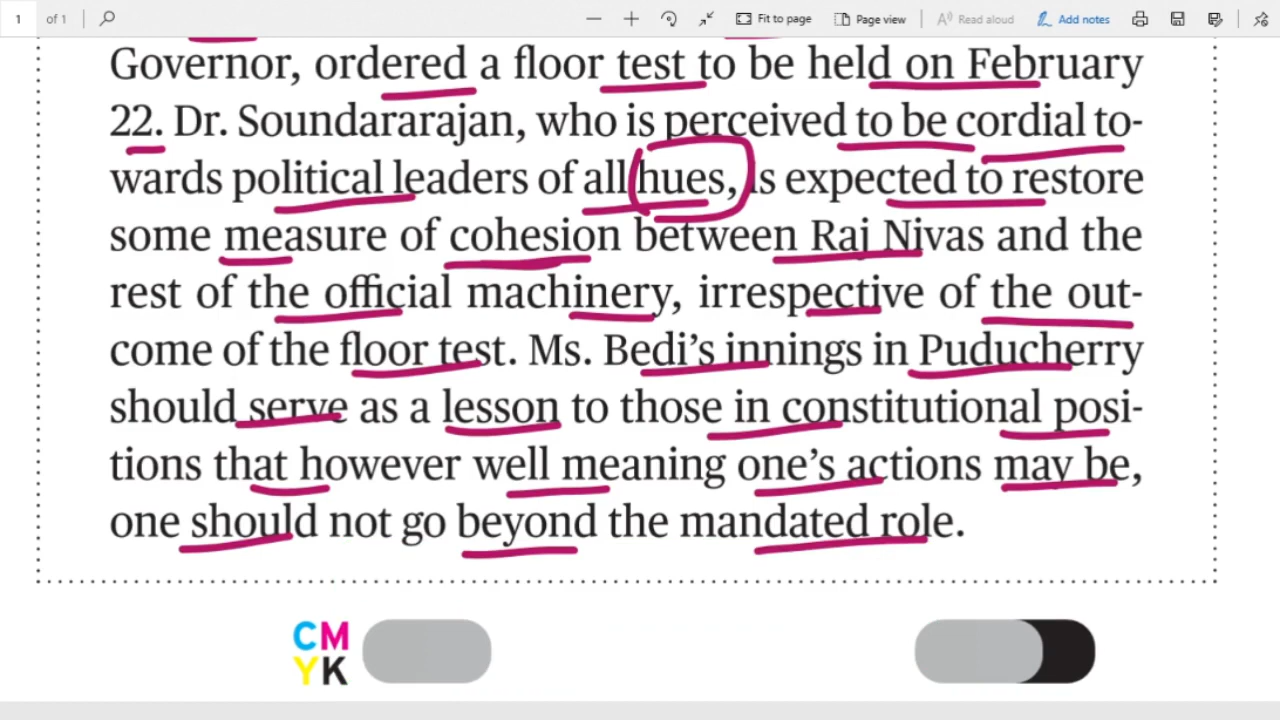 1 of 1 Fit to page Page view Read aloud Add notes
Governor, ordered a floor test to be held on February
22. Dr. Soundararajan, who is perceived to be cordial to-
wards political leaders of all hues, is expected to restore
some measure of cohesion between Raj Nivas and the
rest of the official machinery, irrespective of the out-
come of the floor test. Ms. Bedi’s innings in Puducherry
should serve as a lesson to those in constitutional posi-
tions that however well meaning one’s actions may be,
one should not go beyond the mandated role.
CM
YK